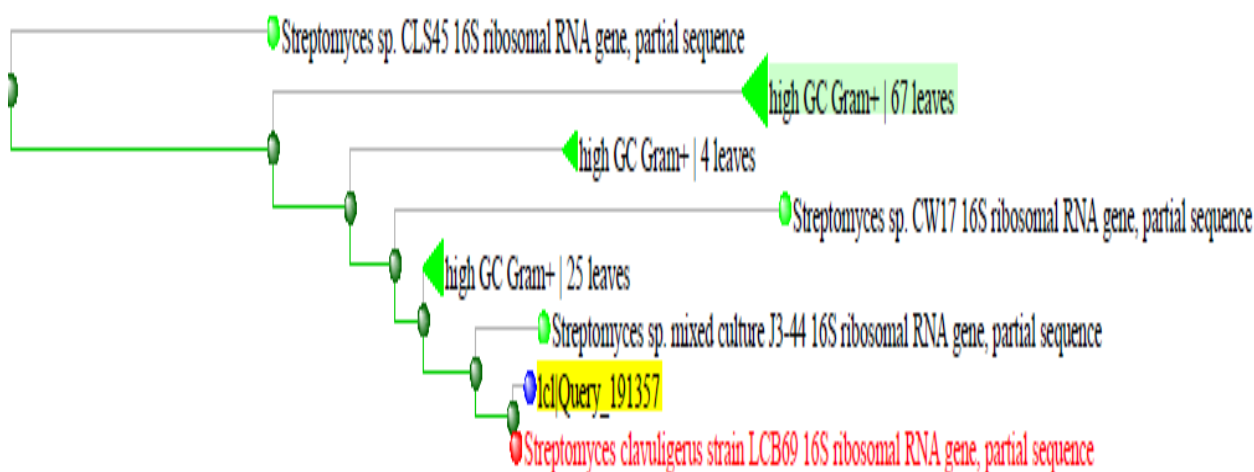 Streptomyces sp. CLS45 16S ribosomal RNA gene, partial sequence
high GC Gram+ | 67 leaves
high GC Gram+ | 4 leaves
Streptomyces sp. CW17 16S ribosomal RNA gene, partial sequence
high GC Gram+ | 25 leaves
Streptomyces sp. mixed culture J3-44 16S ribosomal RNA gene, partial sequence
lcl|Query_191357
Streptomyces clavuligerus strain LCB69 16S ribosomal RNA gene, partial sequence